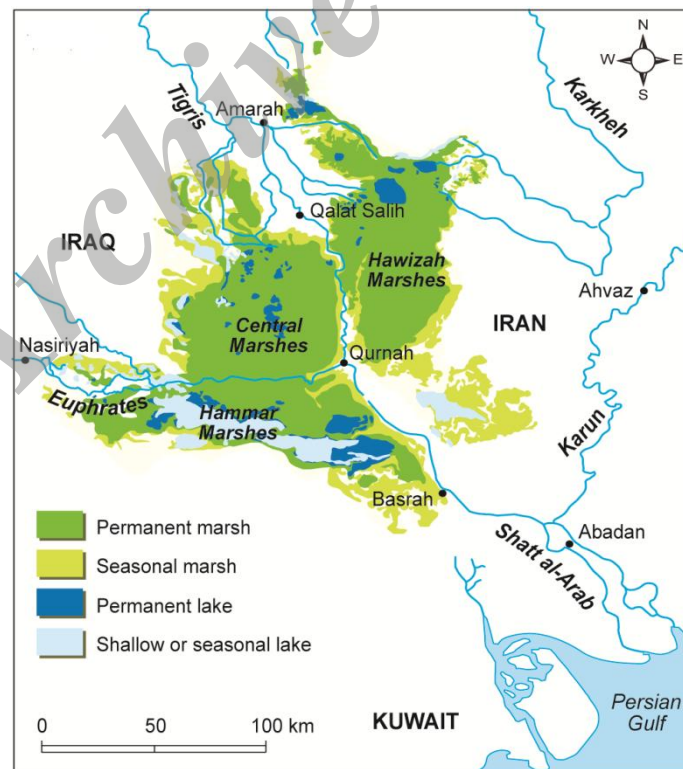 N
W E
S
Tigris
Karkheh
Amarah
Qalat Salih
IRAQ
Hawizah
Marshes
Ahvaz
Central
Marshes
IRAN
Nasiriyah
Qurnah
Euphrates
Hammar
Marshes
Karun
Basrah
Permanent marsh
Seasonal marsh
Permanent lake
Shallow or seasonal lake
Abadan
Shatt al-Arab
0 50 100 km
KUWAIT
Persian
Gulf
Archive